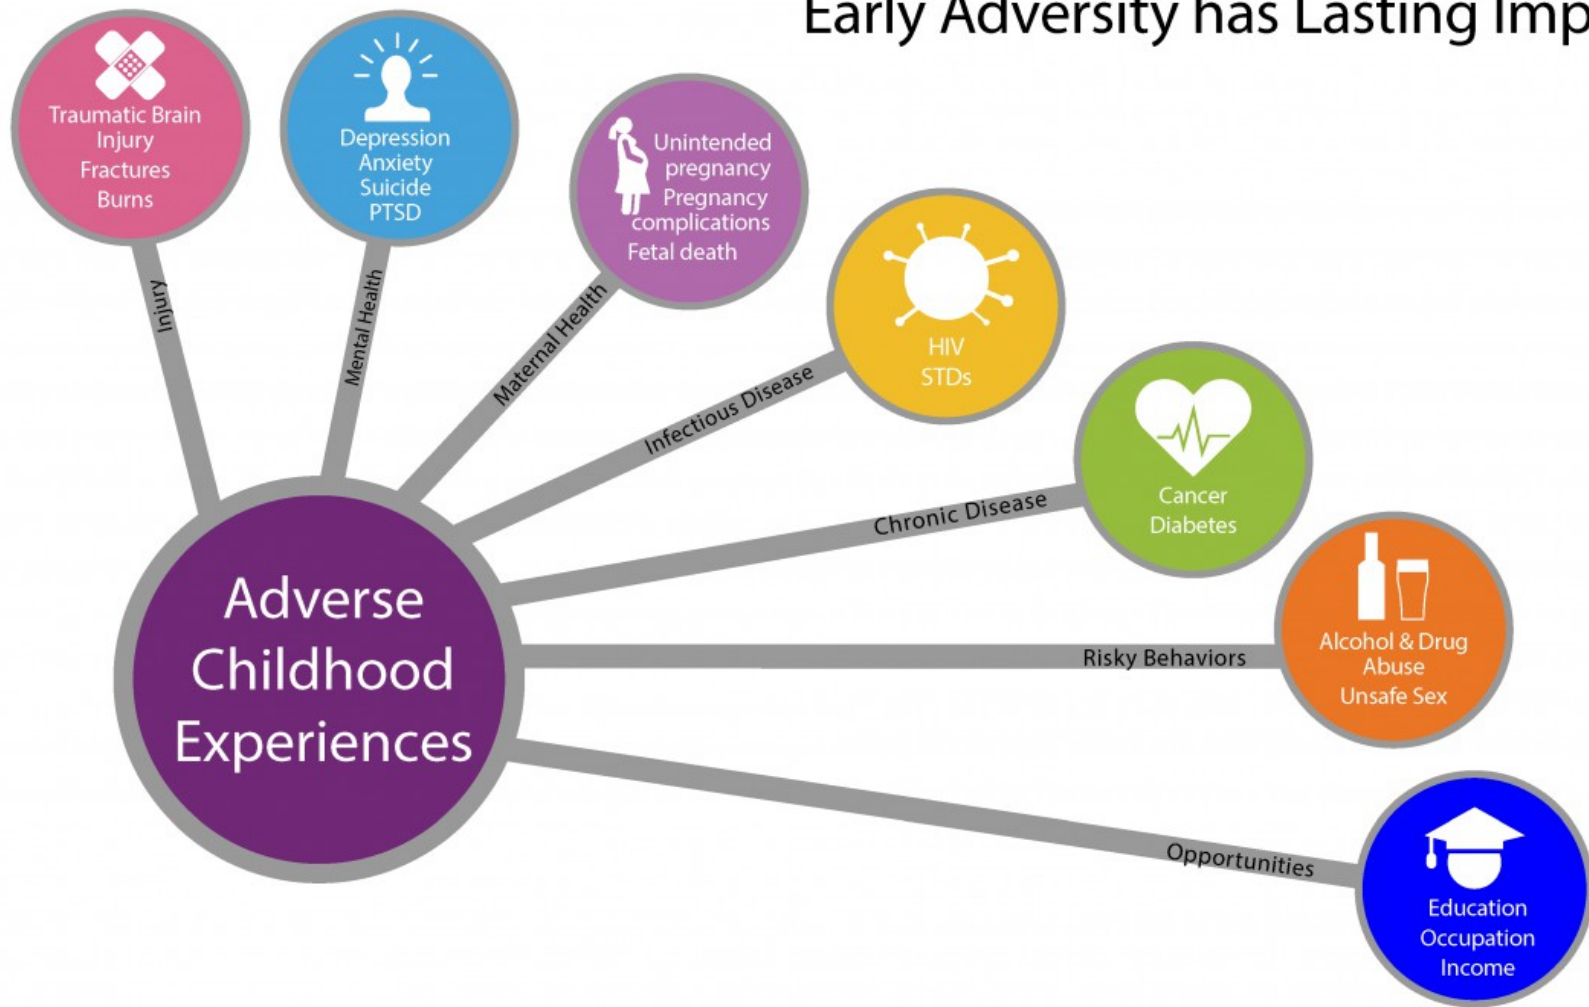 Early Adversity has Lasting Imp
Traumatic Brain
Injury
Fractures
Burns
Injury
Depression
Anxiety
Suicide
PTSD
Mental Health
Unintended
pregnancy
Pregnancy
complications
Fetal death
Maternal Health
HIV
STDs
Infectious Disease
Cancer
Diabetes
Chronic Disease
Alcohol & Drug
Abuse
Unsafe Sex
Risky Behaviors
Education
Occupation
Income
Opportunities
Adverse
Childhood
Experiences